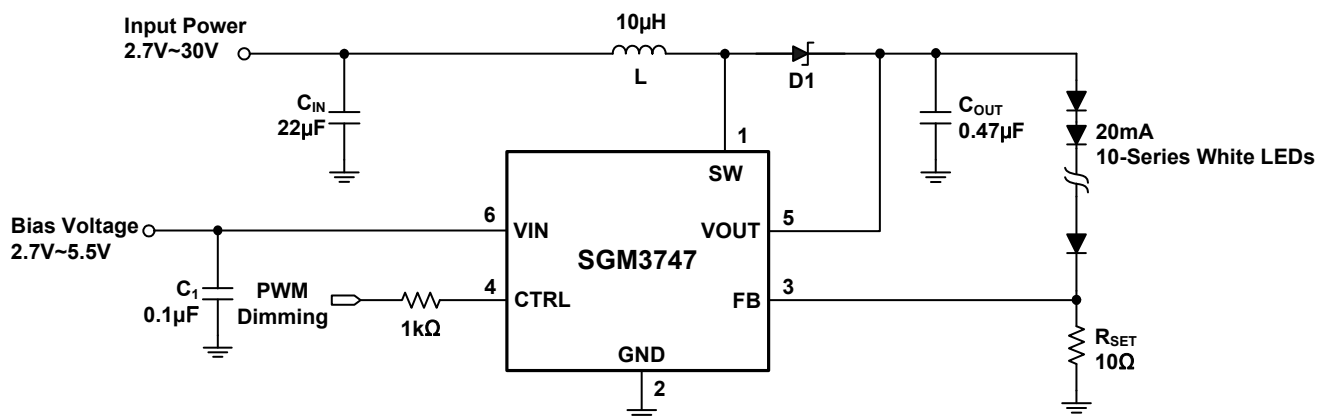 Input Power
2.7V~30V
10µH
L
D1
C_IN
22µF
C_OUT
0.47µF
20mA
10-Series White LEDs
1
SW
Bias Voltage
2.7V~5.5V
6
VIN
VOUT
5
SGM3747
C_1
0.1µF
PWM
Dimming
1kΩ
4
CTRL
FB
3
GND
2
R_SET
10Ω